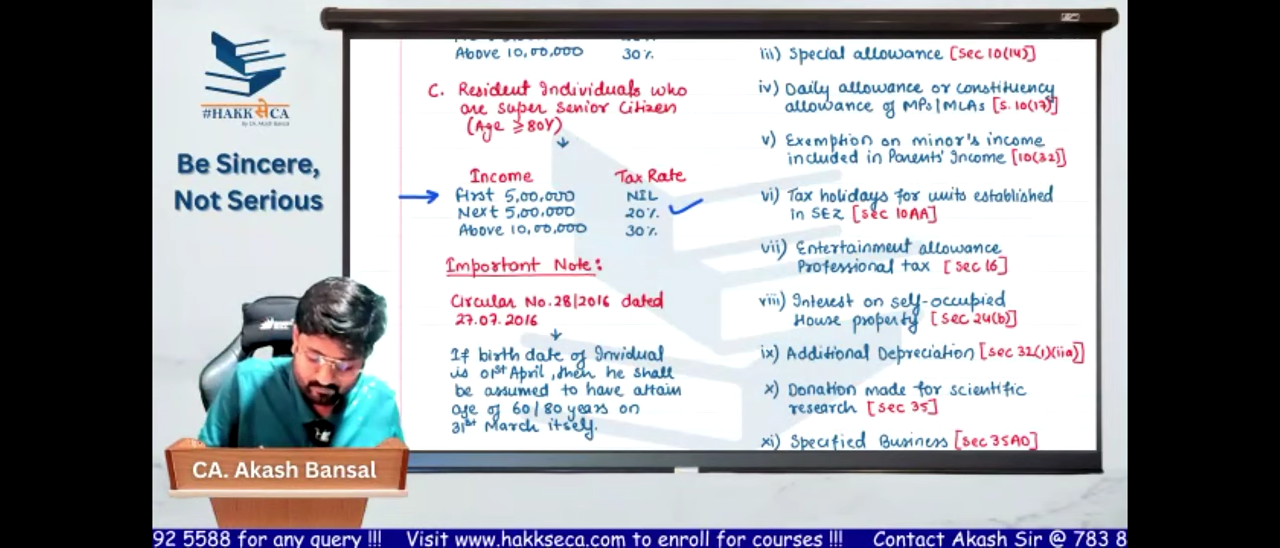 #HAKKसेCA
by CA. Akash Bansal
Be Sincere,
Not Serious
CA. Akash Bansal
Above 10,00,000 30%
C. Resident Individuals who
are super senior Citizen
(Age ≥80Y)
Income Tax Rate
First 5,00,000 NIL
Next 5,00,000 20%
Above 10,00,000 30%
Important Note:
Circular No.28/2016 dated
27.07.2016
If birth date of Invidual
is 01st April, then he shall
be assumed to have attain
age of 60/80 years on
31st March itself.
iii) Special allowance [Sec 10(14)]
iv) Daily allowance or constituency
allowance of MPs/MLAs [S.10(17)]
v) Exemption on minor's income
included in Parents' Income [10(32)]
vi) Tax holidays for units established
in SEZ [sec 10AA]
vii) Entertainment allowance
Professional tax [sec 16]
viii) Interest on self-occupied
House property [sec 24(b)]
ix) Additional Depreciation [sec 32(1)(iia)]
x) Donation made for scientific
research [sec 35]
xi) Specified Business [sec 35AD]
92 5588 for any query !!! Visit www.hakkseca.com to enroll for courses !!! Contact Akash Sir @ 783 8